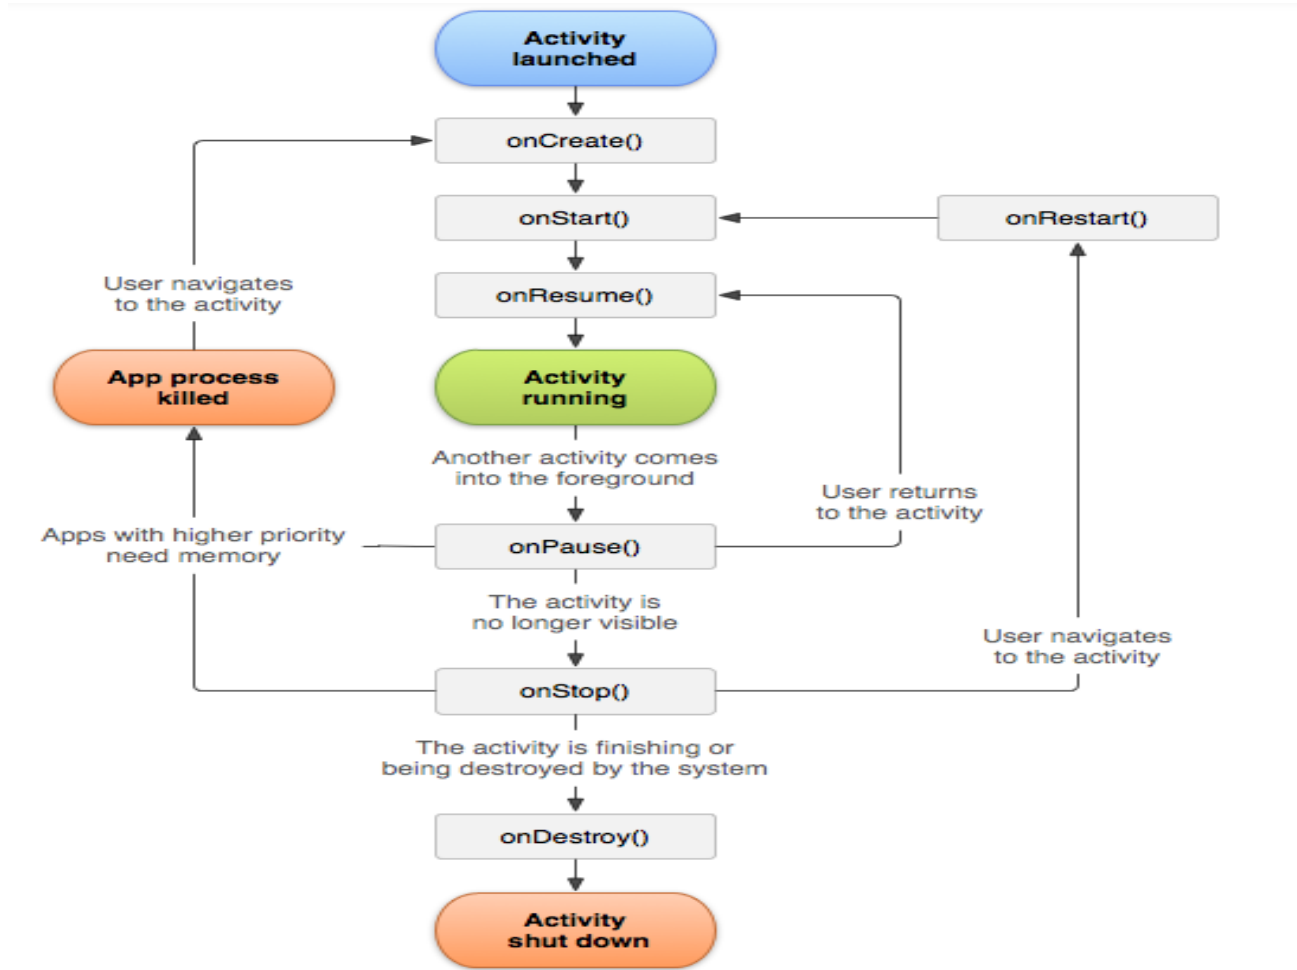 Activity
launched
onCreate()
onStart()
onRestart()
User navigates
to the activity
onResume()
App process
killed
Activity
running
Another activity comes
into the foreground
User returns
to the activity
Apps with higher priority
need memory
onPause()
The activity is
no longer visible
User navigates
to the activity
onStop()
The activity is finishing or
being destroyed by the system
onDestroy()
Activity
shut down